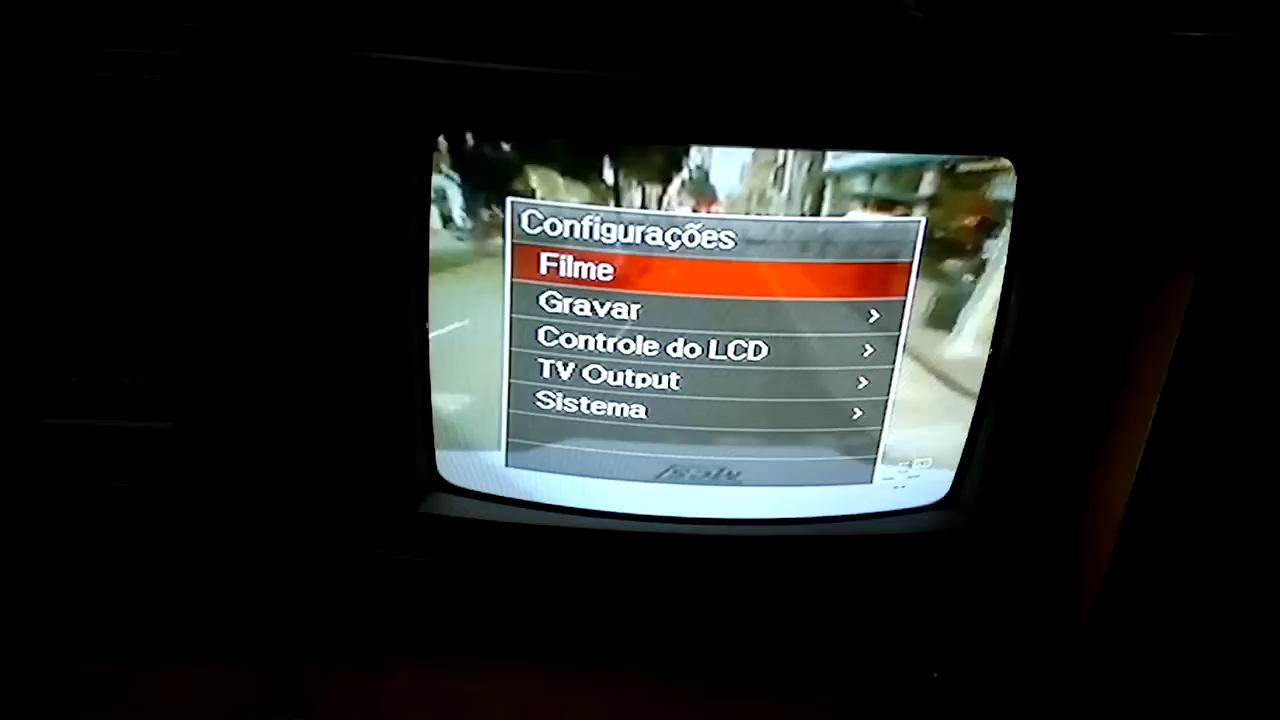 Configurações
Filme
Gravar
Controle do LCD
TV Output
Sistema